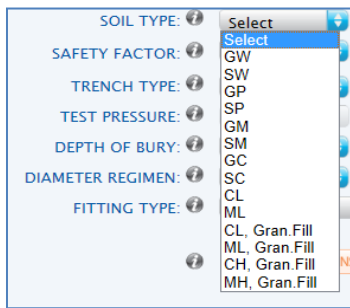 SOIL TYPE: Select
Select
SAFETY FACTOR:
GW
SW
TRENCH TYPE:
GP
SP
TEST PRESSURE:
GM
SM
DEPTH OF BURY:
GC
SC
DIAMETER REGIMEN:
CL
ML
FITTING TYPE:
CL, Gran.Fill
ML, Gran.Fill
CH, Gran.Fill
MH, Gran.Fill